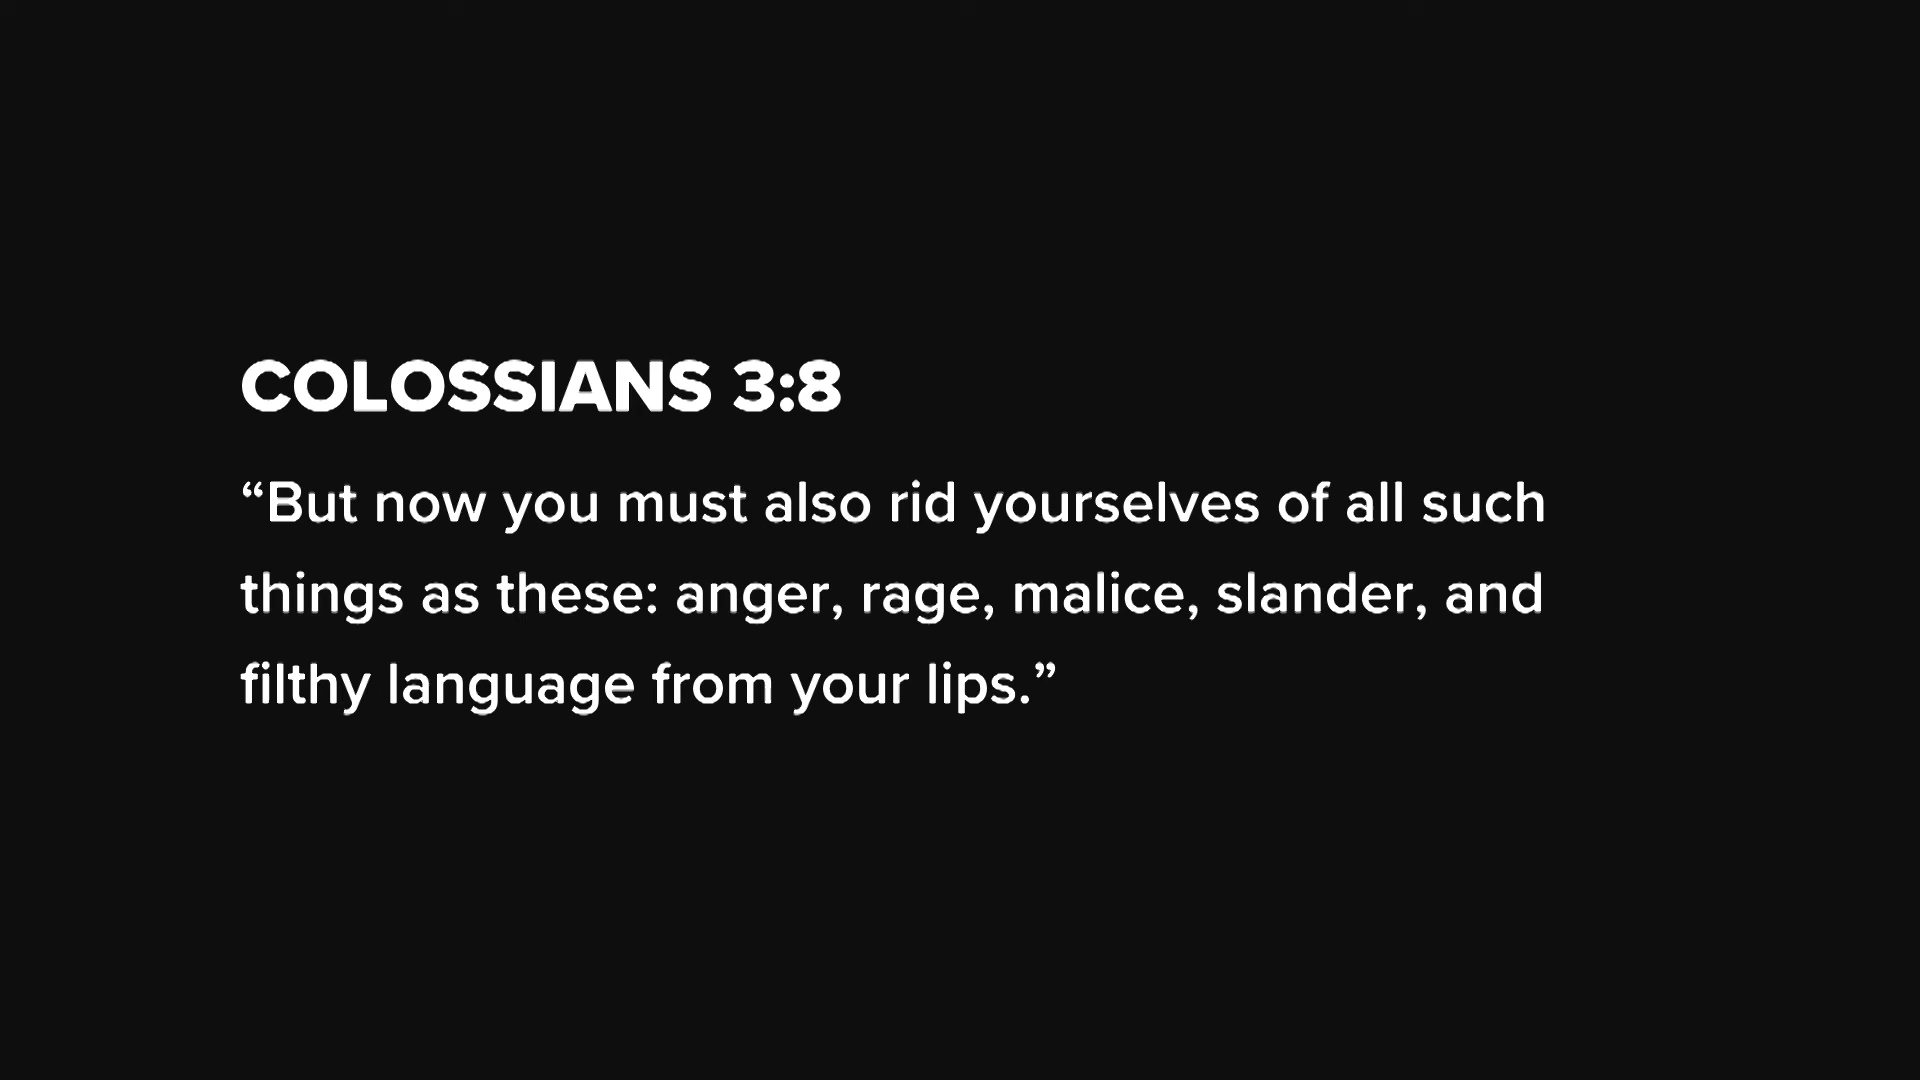 COLOSSIANS 3:8
“But now you must also rid yourselves of all such
things as these: anger, rage, malice, slander, and
filthy language from your lips.”